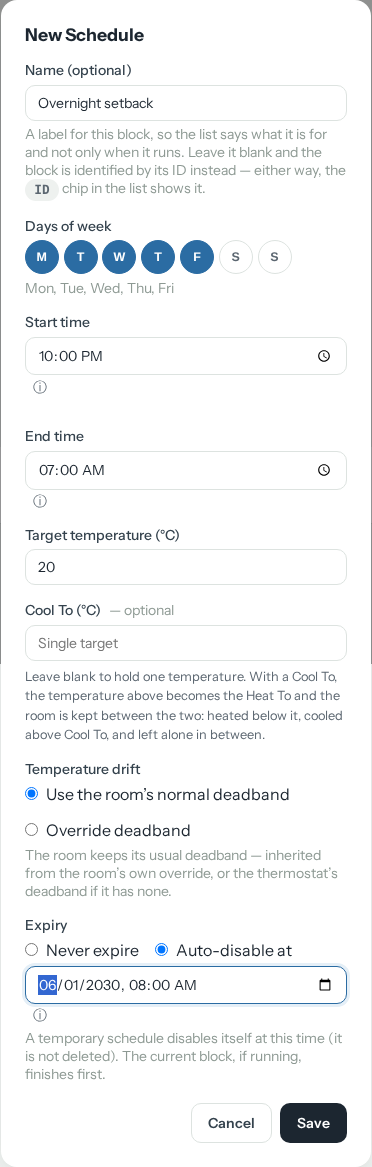 New Schedule
Name (optional)
Overnight setback
A label for this block, so the list says what it is for
and not only when it runs. Leave it blank and the
block is identified by its ID instead — either way, the
ID chip in the list shows it.
Days of week
M T W T F S S
Mon, Tue, Wed, Thu, Fri
Start time
10:00 PM
ⓘ
End time
07:00 AM
ⓘ
Target temperature (°C)
20
Cool To (°C) — optional
Single target
Leave blank to hold one temperature. With a Cool To,
the temperature above becomes the Heat To and the
room is kept between the two: heated below it, cooled
above Cool To, and left alone in between.
Temperature drift
Use the room's normal deadband
Override deadband
The room keeps its usual deadband — inherited
from the room's own override, or the thermostat's
deadband if it has none.
Expiry
Never expire Auto-disable at
06/01/2030, 08:00 AM
ⓘ
A temporary schedule disables itself at this time (it
is not deleted). The current block, if running,
finishes first.
Cancel Save